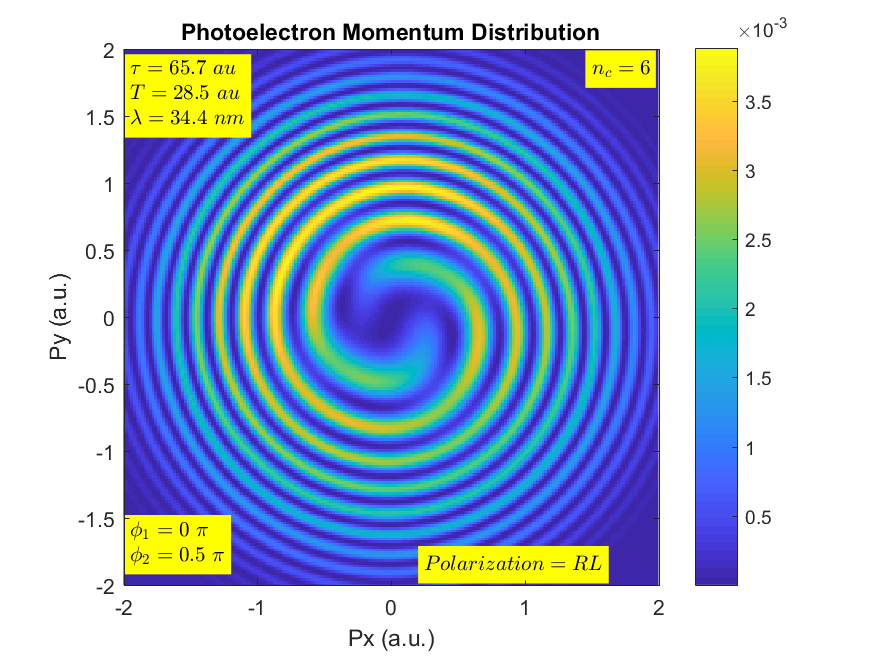 Photoelectron Momentum Distribution
×10⁻³
τ = 65.7 au
T = 28.5 au
λ = 34.4 nm
n_c = 6
ϕ₁ = 0 π
ϕ₂ = 0.5 π
Polarization = RL
2
1.5
1
0.5
0
-0.5
-1
-1.5
-2
Py (a.u.)
-2 -1 0 1 2
Px (a.u.)
3.5
3
2.5
2
1.5
1
0.5